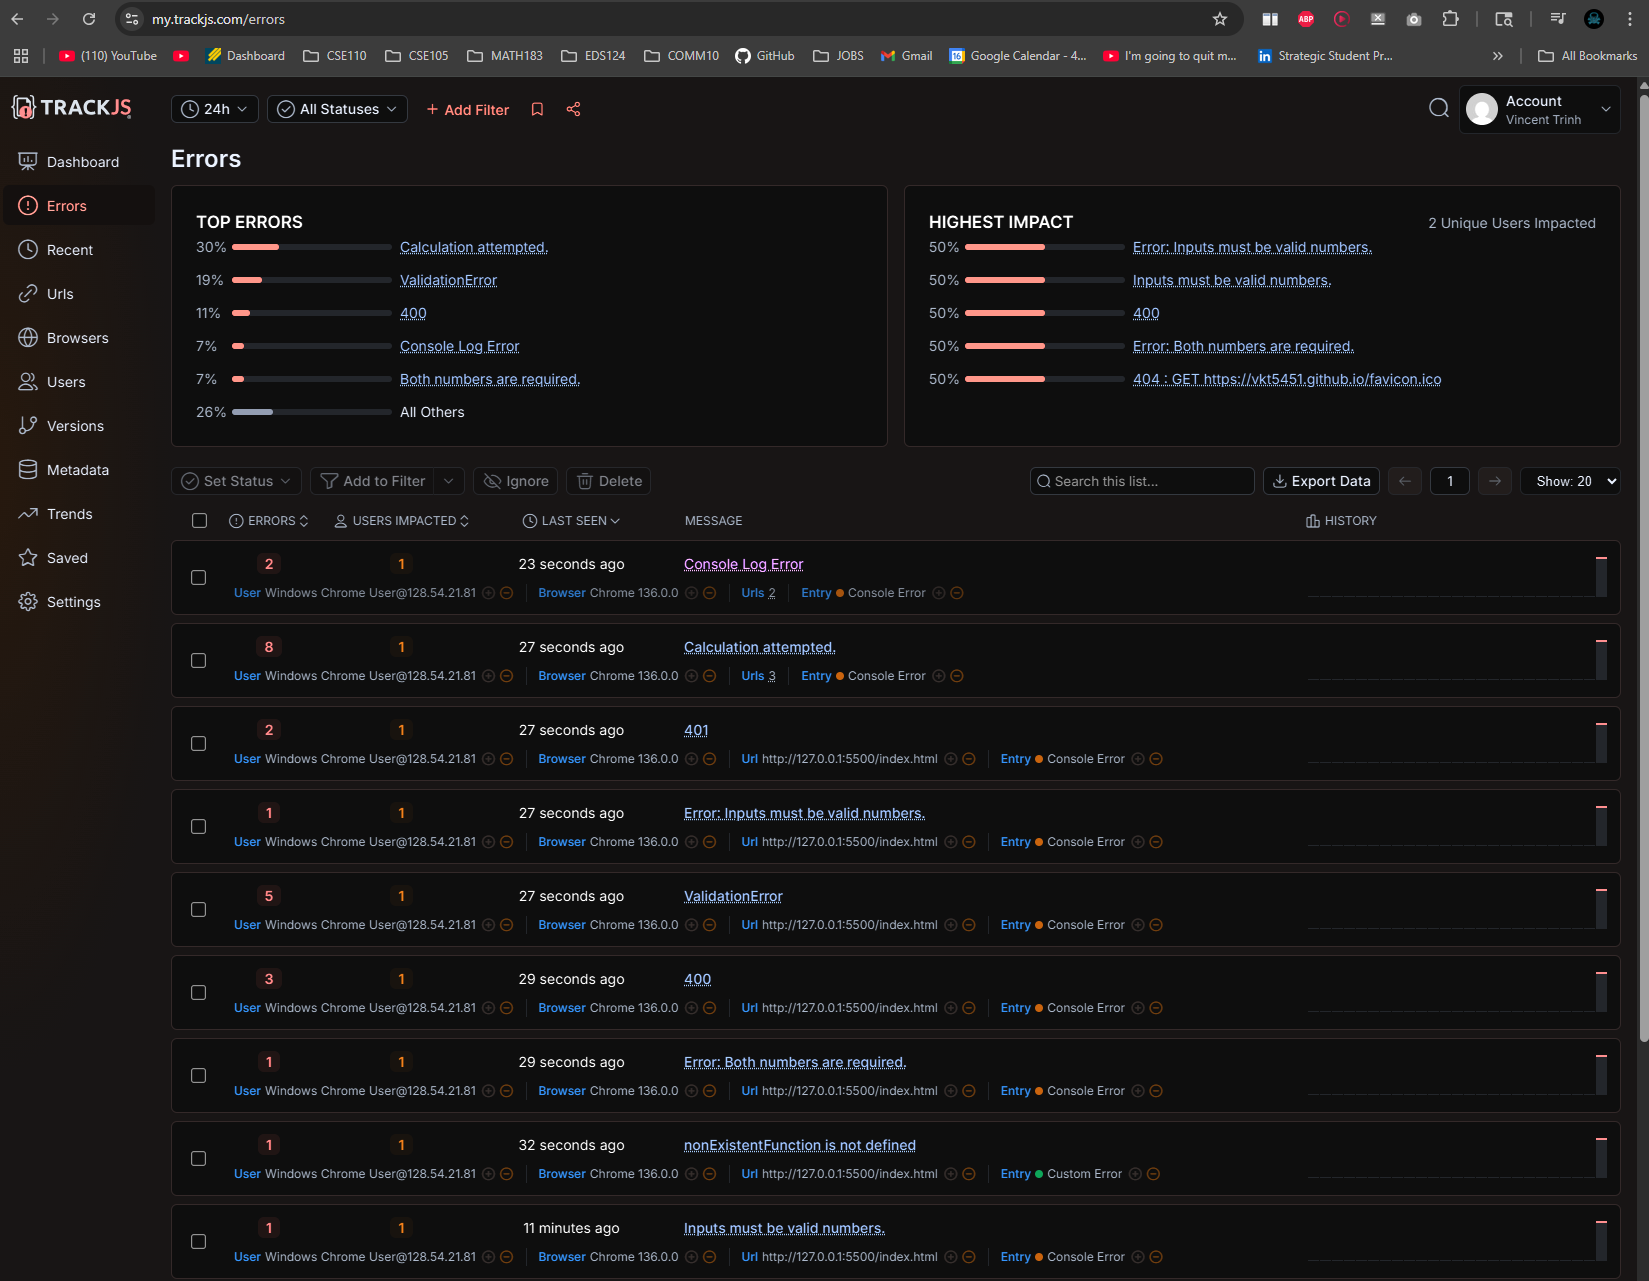 my.trackjs.com/errors
ABP
(110) YouTube
Dashboard
CSE110
CSE105
MATH183
EDS124
COMM10
GitHub
JOBS
Gmail
16
Google Calendar - 4...
I'm going to quit m...
in
Strategic Student Pr...
»
All Bookmarks
TRACKJS
24h
All Statuses
+ Add Filter
Account
Vincent Trinh
Dashboard
Errors
Recent
Urls
Browsers
Users
Versions
Metadata
Trends
Saved
Settings
Errors
TOP ERRORS
30% Calculation attempted.
19% ValidationError
11% 400
7% Console Log Error
7% Both numbers are required.
26% All Others
HIGHEST IMPACT
2 Unique Users Impacted
50% Error: Inputs must be valid numbers.
50% Inputs must be valid numbers.
50% 400
50% Error: Both numbers are required.
50% 404 : GET https://vkt5451.github.io/favicon.ico
Set Status
Add to Filter
Ignore
Delete
Search this list...
Export Data
1
Show: 20
ERRORS USERS IMPACTED LAST SEEN MESSAGE HISTORY
2 1 23 seconds ago Console Log Error
User Windows Chrome User@128.54.21.81 Browser Chrome 136.0.0 Urls 2 Entry Console Error
8 1 27 seconds ago Calculation attempted.
User Windows Chrome User@128.54.21.81 Browser Chrome 136.0.0 Urls 3 Entry Console Error
2 1 27 seconds ago 401
User Windows Chrome User@128.54.21.81 Browser Chrome 136.0.0 Url http://127.0.0.1:5500/index.html Entry Console Error
1 1 27 seconds ago Error: Inputs must be valid numbers.
User Windows Chrome User@128.54.21.81 Browser Chrome 136.0.0 Url http://127.0.0.1:5500/index.html Entry Console Error
5 1 27 seconds ago ValidationError
User Windows Chrome User@128.54.21.81 Browser Chrome 136.0.0 Url http://127.0.0.1:5500/index.html Entry Console Error
3 1 29 seconds ago 400
User Windows Chrome User@128.54.21.81 Browser Chrome 136.0.0 Url http://127.0.0.1:5500/index.html Entry Console Error
1 1 29 seconds ago Error: Both numbers are required.
User Windows Chrome User@128.54.21.81 Browser Chrome 136.0.0 Url http://127.0.0.1:5500/index.html Entry Console Error
1 1 32 seconds ago nonExistentFunction is not defined
User Windows Chrome User@128.54.21.81 Browser Chrome 136.0.0 Url http://127.0.0.1:5500/index.html Entry Custom Error
1 1 11 minutes ago Inputs must be valid numbers.
User Windows Chrome User@128.54.21.81 Browser Chrome 136.0.0 Url http://127.0.0.1:5500/index.html Entry Console Error